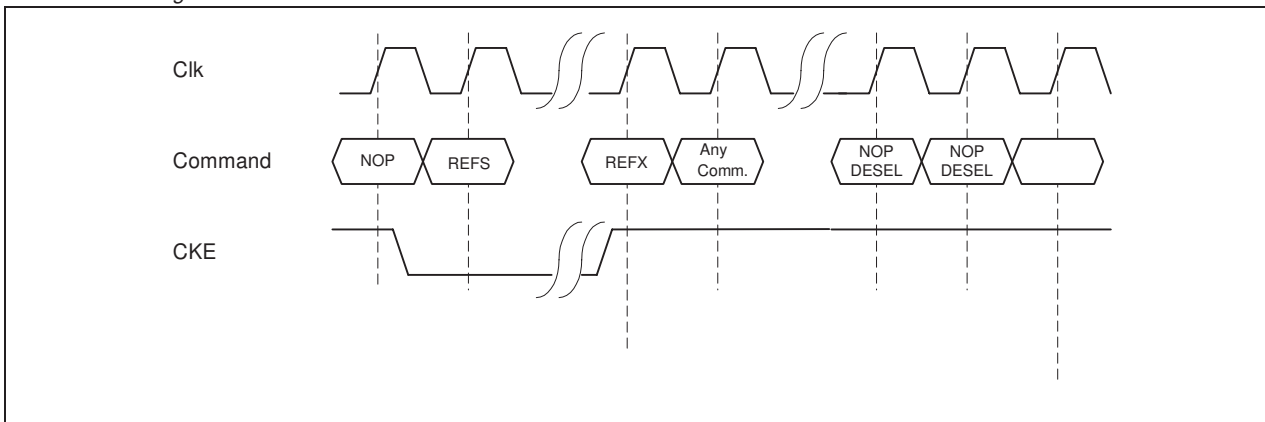 Clk
Command
NOP
REFS
REFX
Any
Comm.
NOP
DESEL
NOP
DESEL
CKE